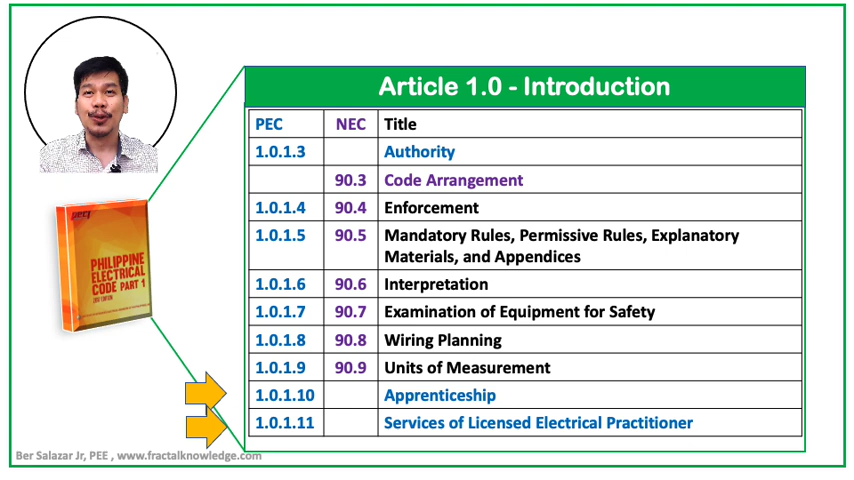 Article 1.0 - Introduction
PEC NEC Title
1.0.1.3 Authority
90.3 Code Arrangement
1.0.1.4 90.4 Enforcement
1.0.1.5 90.5 Mandatory Rules, Permissive Rules, Explanatory
Materials, and Appendices
1.0.1.6 90.6 Interpretation
1.0.1.7 90.7 Examination of Equipment for Safety
1.0.1.8 90.8 Wiring Planning
1.0.1.9 90.9 Units of Measurement
1.0.1.10 Apprenticeship
1.0.1.11 Services of Licensed Electrical Practitioner
PHILIPPINE
ELECTRICAL
CODE PART 1
Ber Salazar Jr, PEE , www.fractalknowledge.com